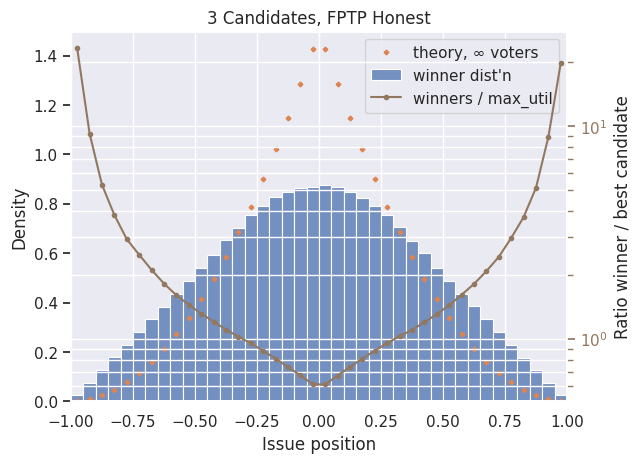 3 Candidates, FPTP Honest
theory, ∞ voters
winner dist'n
winners / max_util
1.4
1.2
1.0
0.8
0.6
0.4
0.2
0.0
Density
10¹
10⁰
Ratio winner / best candidate
−1.00 −0.75 −0.50 −0.25 0.00 0.25 0.50 0.75 1.00
Issue position